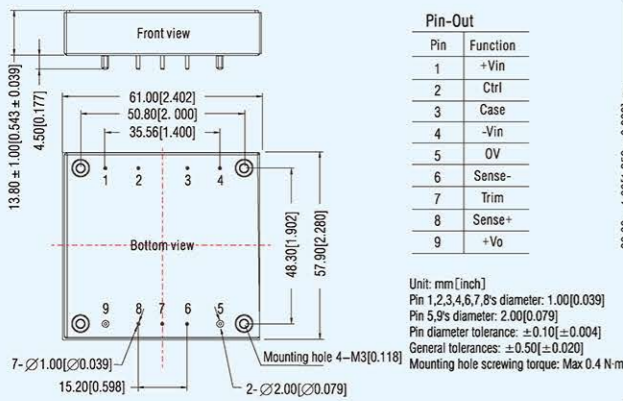 Front view
13.80 ± 1.00[0.543 ± 0.039]
4.50[0.177]
61.00[2.402]
50.80[2. 000]
35.56[1.400]
1 2 3 4
Bottom view
48.30[1.902]
57.90[2.280]
9 8 7 6 5
7-∅1.00[∅0.039]
Mounting hole 4-M3[0.118]
15.20[0.598]
2-∅2.00[∅0.079]
Pin-Out
Pin Function
1 +Vin
2 Ctrl
3 Case
4 -Vin
5 0V
6 Sense-
7 Trim
8 Sense+
9 +Vo
Unit: mm[inch]
Pin 1,2,3,4,6,7,8's diameter: 1.00[0.039]
Pin 5,9's diameter: 2.00[0.079]
Pin diameter tolerance: ±0.10[±0.004]
General tolerances: ±0.50[±0.020]
Mounting hole screwing torque: Max 0.4 N·m